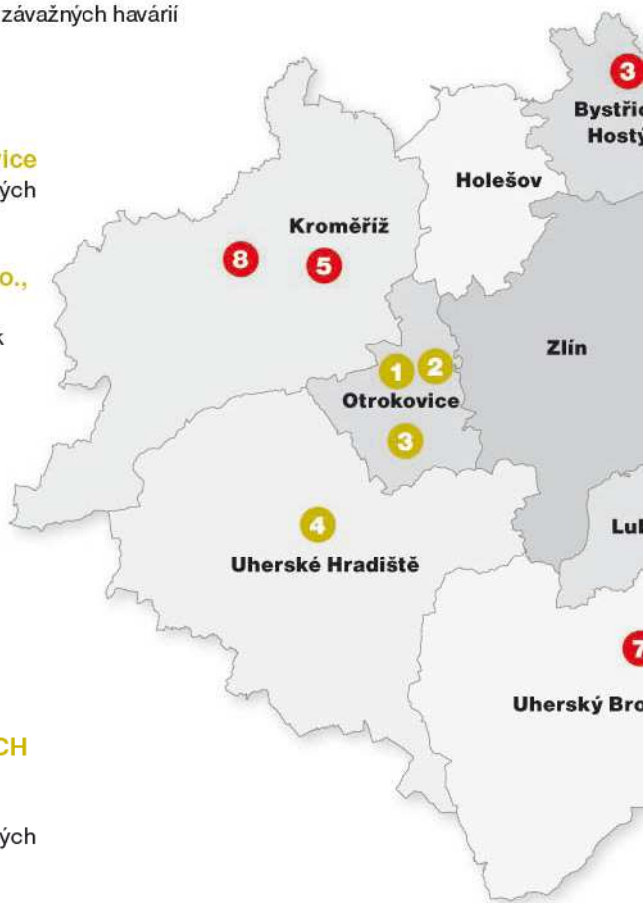 závažných havárií
ice
ých
o.,
k
CH
ých
3
Bystřic
Hostý
Holešov
Kroměříž
8
5
Zlín
1
2
Otrokovice
3
4
Uherské Hradiště
Lu
7
Uherský Bro